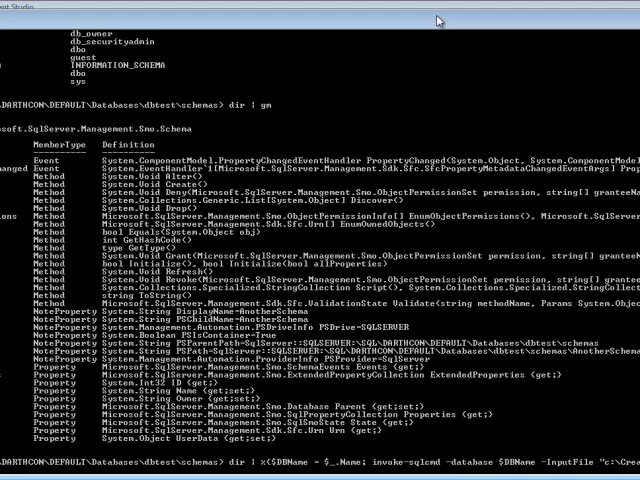 ent Studio
db_owner
db_securityadmin
dbo
guest
INFORMATION_SCHEMA
dbo
sys
.DARTHCON\DEFAULT\Databases\dbtest\schemas> dir | gm
osoft.SqlServer.Management.Smo.Schema
MemberType Definition
---------- ----------
Event System.ComponentModel.PropertyChangedEventHandler PropertyChanged(System.Object, System.ComponentMode
hanged Event System.EventHandler`1[Microsoft.SqlServer.Management.Sdk.Sfc.SfcPropertyMetadataChangedEventArgs] Prop
Method System.Void Alter()
Method System.Void Create()
Method System.Void Deny(Microsoft.SqlServer.Management.Smo.ObjectPermissionSet permission, string[] granteeNa
Method System.Collections.Generic.List[System.Object] Discover()
Method System.Void Drop()
ions Method Microsoft.SqlServer.Management.Smo.ObjectPermissionInfo[] EnumObjectPermissions(), Microsoft.SqlServer
Method Microsoft.SqlServer.Management.Sdk.Sfc.Urn[] EnumOwnedObjects()
Method bool Equals(System.Object obj)
Method int GetHashCode()
Method type GetType()
Method System.Void Grant(Microsoft.SqlServer.Management.Smo.ObjectPermissionSet permission, string[] granteeN
Method bool Initialize(), bool Initialize(bool allProperties)
Method System.Void Refresh()
Method System.Void Revoke(Microsoft.SqlServer.Management.Smo.ObjectPermissionSet permission, string[] grantee
Method System.Collections.Specialized.StringCollection Script(), System.Collections.Specialized.StringCollect
Method string ToString()
Method Microsoft.SqlServer.Management.Sdk.Sfc.ValidationState Validate(string methodName, Params System.Objec
NoteProperty System.String DisplayName=AnotherSchema
NoteProperty System.String PSChildName=AnotherSchema
NoteProperty System.Management.Automation.PSDriveInfo PSDrive=SQLSERVER
NoteProperty System.Boolean PSIsContainer=True
NoteProperty System.String PSParentPath=SqlServer::SQLSERVER:\SQL\DARTHCON\DEFAULT\Databases\dbtest\schemas
NoteProperty System.String PSPath=SqlServer::SQLSERVER:\SQL\DARTHCON\DEFAULT\Databases\dbtest\schemas\AnotherSchema
NoteProperty System.Management.Automation.ProviderInfo PSProvider=SqlServer
Property Microsoft.SqlServer.Management.Smo.SchemaEvents Events {get;}
s Property Microsoft.SqlServer.Management.Smo.ExtendedPropertyCollection ExtendedProperties {get;}
Property System.Int32 ID {get;}
Property System.String Name {get;set;}
Property System.String Owner {get;set;}
Property Microsoft.SqlServer.Management.Smo.Database Parent {get;set;}
Property Microsoft.SqlServer.Management.Smo.SqlPropertyCollection Properties {get;}
Property Microsoft.SqlServer.Management.Smo.SqlSmoState State {get;}
Property Microsoft.SqlServer.Management.Sdk.Sfc.Urn Urn {get;}
Property System.Object UserData {get;set;}
.DARTHCON\DEFAULT\Databases\dbtest\schemas> dir | %{$DBName = $_.Name; invoke-sqlcmd -database $DBName -InputFile "c:\Crea